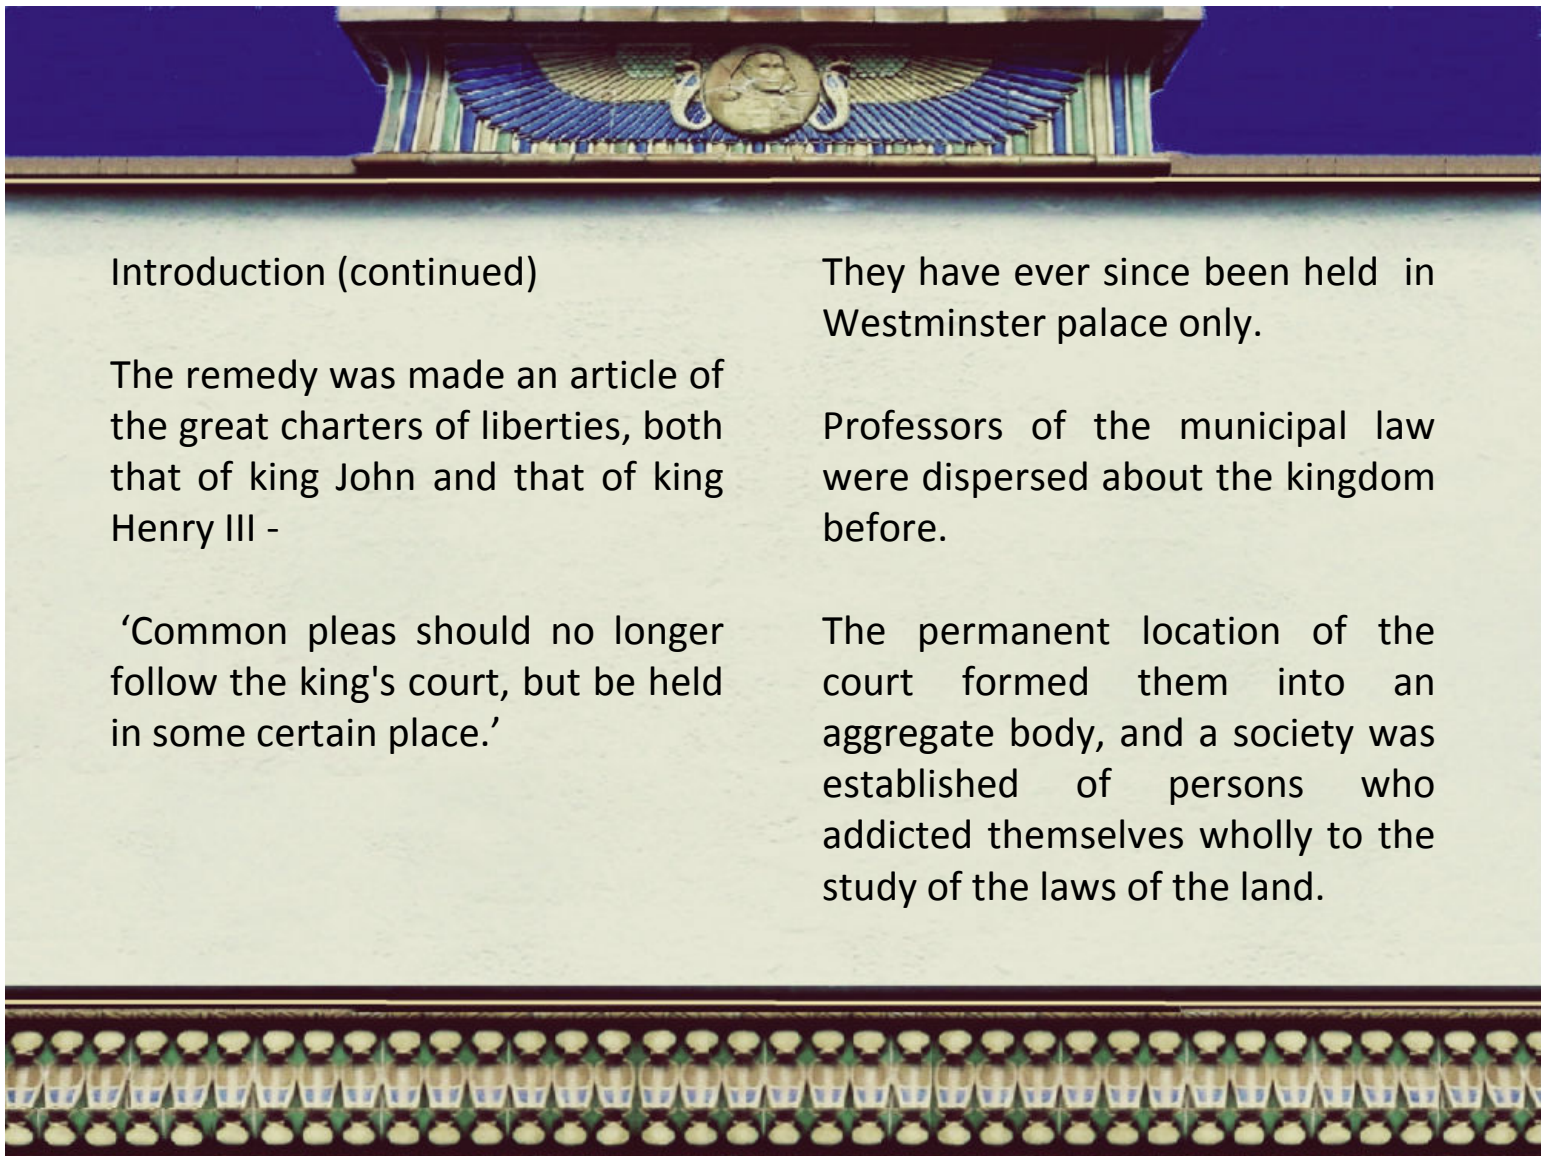 Introduction (continued)
The remedy was made an article of
the great charters of liberties, both
that of king John and that of king
Henry III -
‘Common pleas should no longer
follow the king's court, but be held
in some certain place.’
They have ever since been held in
Westminster palace only.
Professors of the municipal law
were dispersed about the kingdom
before.
The permanent location of the
court formed them into an
aggregate body, and a society was
established of persons who
addicted themselves wholly to the
study of the laws of the land.